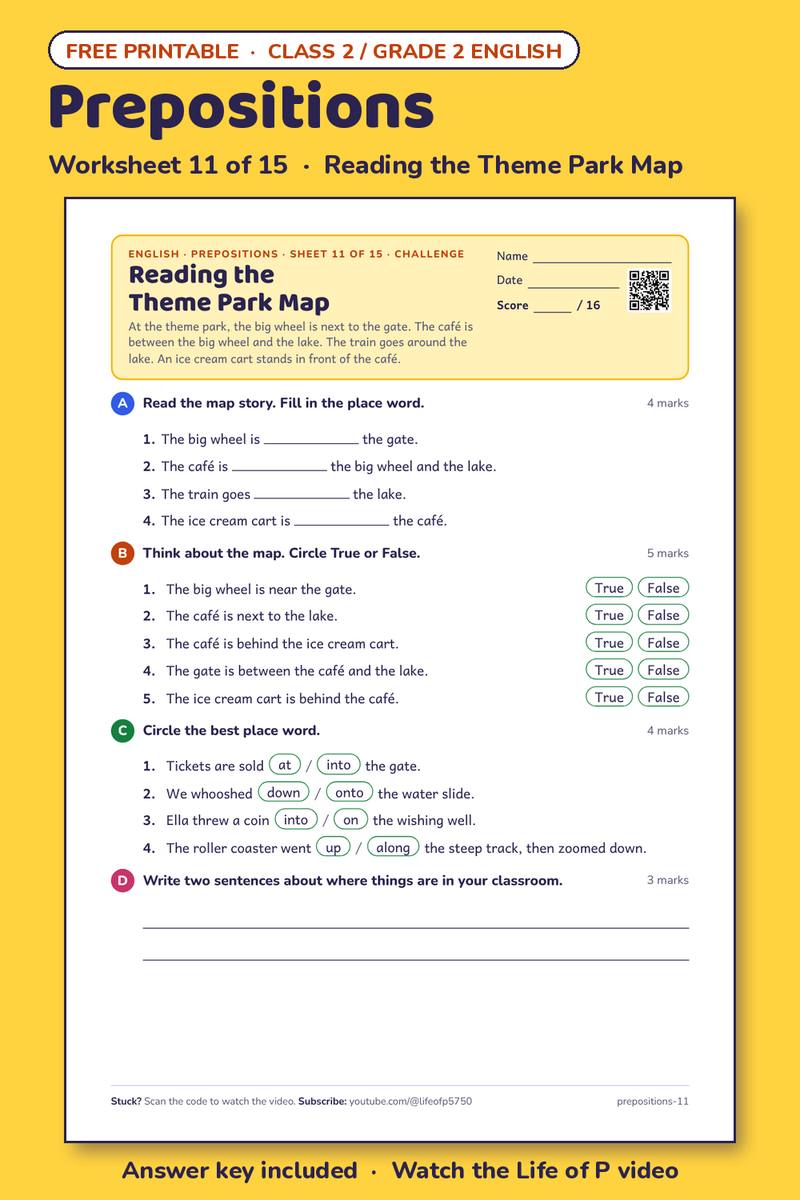 FREE PRINTABLE · CLASS 2 / GRADE 2 ENGLISH
Prepositions
Worksheet 11 of 15 · Reading the Theme Park Map
ENGLISH · PREPOSITIONS · SHEET 11 OF 15 · CHALLENGE
Reading the
Theme Park Map
At the theme park, the big wheel is next to the gate. The café is
between the big wheel and the lake. The train goes around the
lake. An ice cream cart stands in front of the café.
Name ____________
Date ____________
Score _____ / 16
A Read the map story. Fill in the place word. 4 marks
1. The big wheel is ____________ the gate.
2. The café is ____________ the big wheel and the lake.
3. The train goes ____________ the lake.
4. The ice cream cart is ____________ the café.
B Think about the map. Circle True or False. 5 marks
1. The big wheel is near the gate. True False
2. The café is next to the lake. True False
3. The café is behind the ice cream cart. True False
4. The gate is between the café and the lake. True False
5. The ice cream cart is behind the café. True False
C Circle the best place word. 4 marks
1. Tickets are sold at / into the gate.
2. We whooshed down / onto the water slide.
3. Ella threw a coin into / on the wishing well.
4. The roller coaster went up / along the steep track, then zoomed down.
D Write two sentences about where things are in your classroom. 3 marks
Stuck? Scan the code to watch the video. Subscribe: youtube.com/@lifeofp5750
prepositions-11
Answer key included · Watch the Life of P video